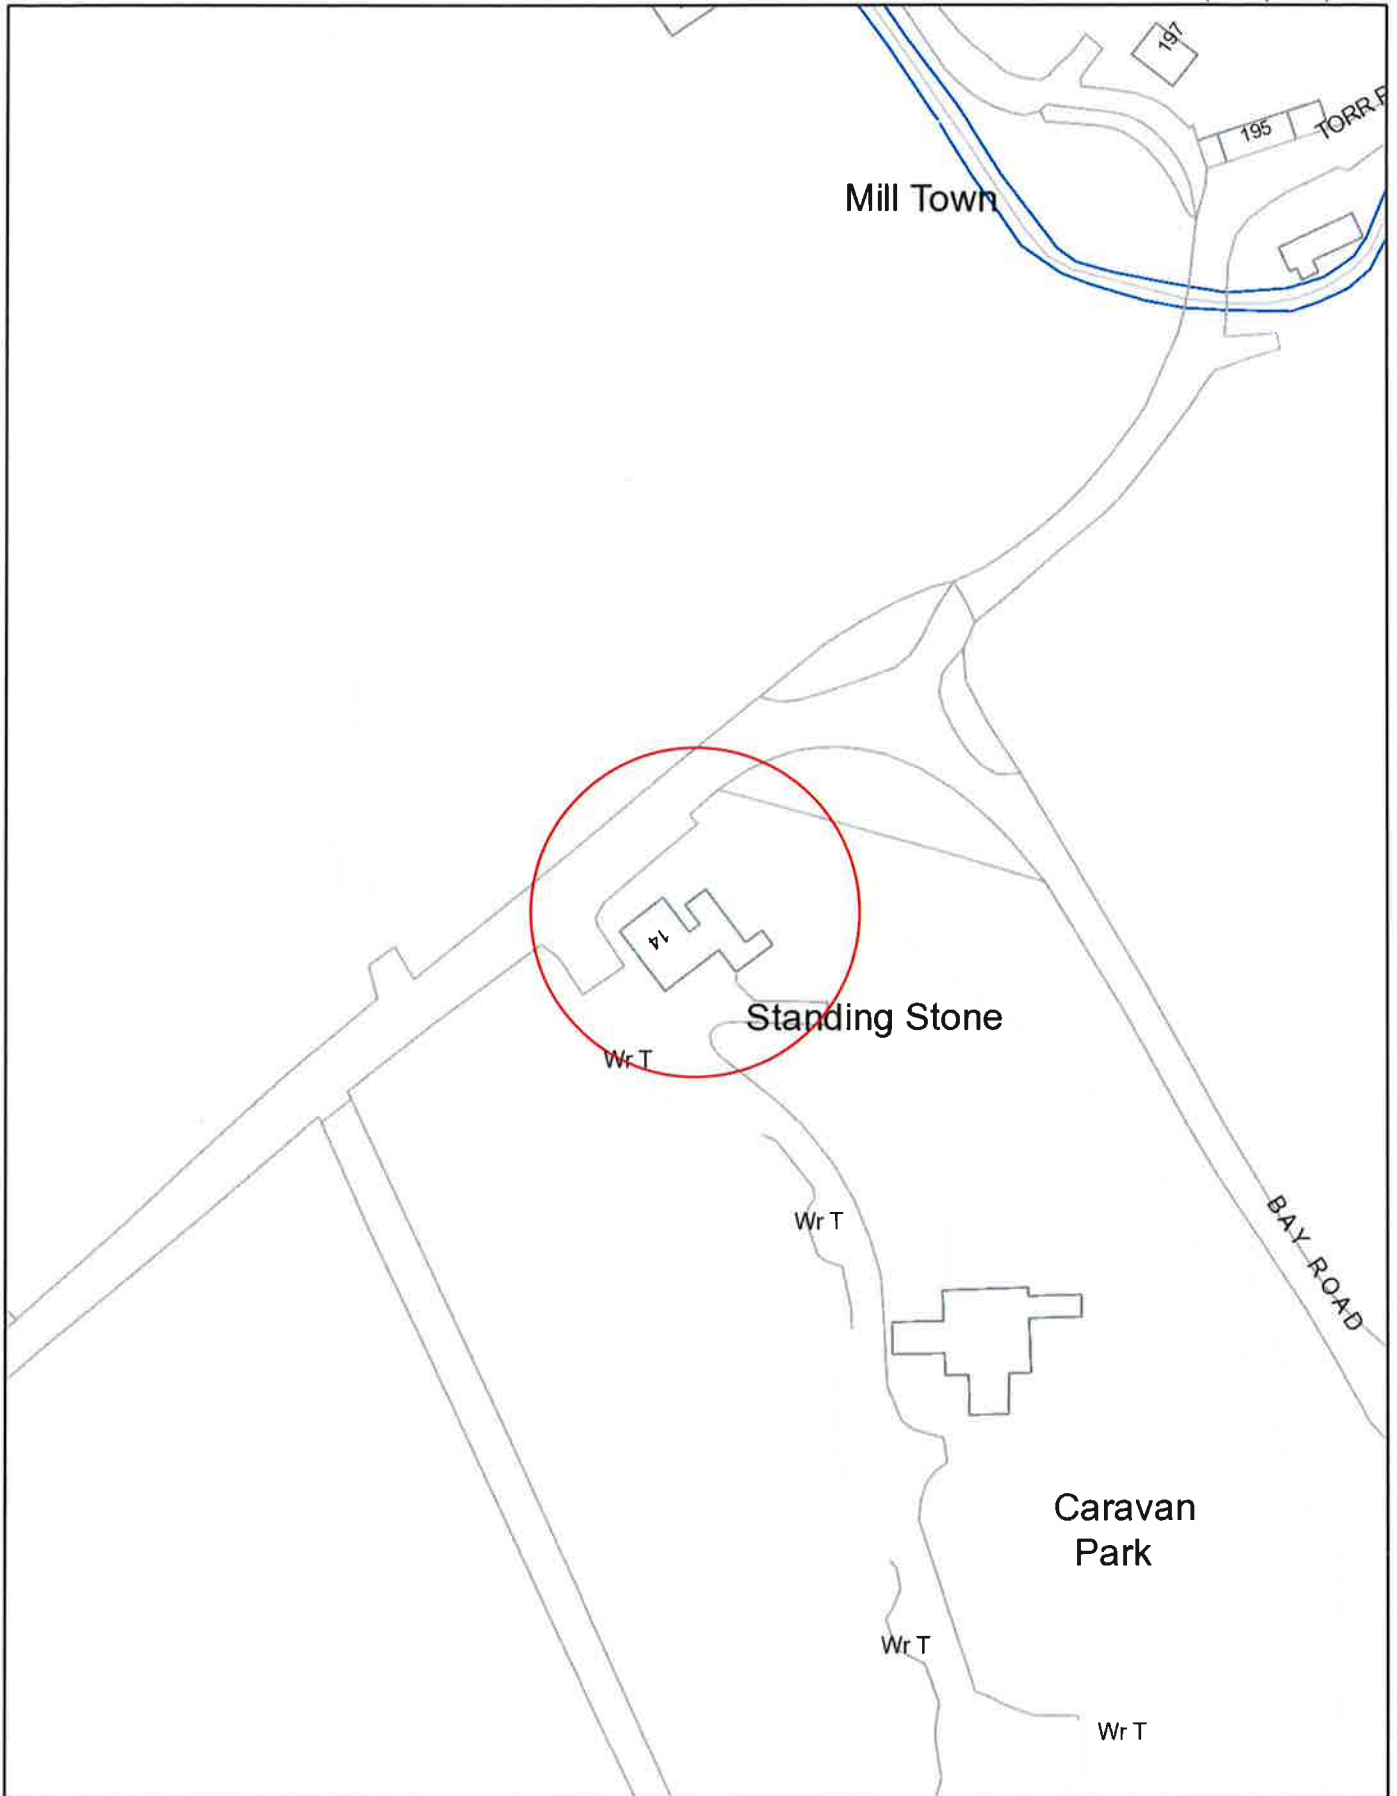 197
195
TORR
Mill Town
14
Standing Stone
Wr T
Wr T
BAY ROAD
Caravan
Park
Wr T
Wr T